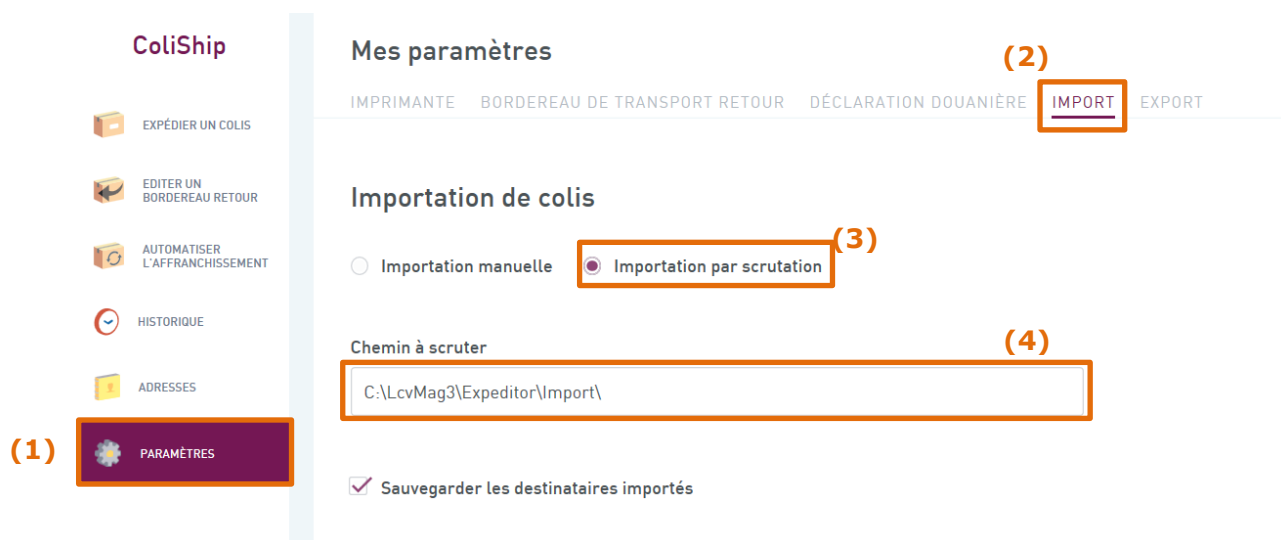 ColiShip
EXPÉDIER UN COLIS
EDITER UN
BORDEREAU RETOUR
AUTOMATISER
L'AFFRANCHISSEMENT
HISTORIQUE
ADRESSES
(1)
PARAMÈTRES
Mes paramètres
(2)
IMPRIMANTE BORDEREAU DE TRANSPORT RETOUR DÉCLARATION DOUANIÈRE IMPORT EXPORT
Importation de colis
(3)
Importation manuelle Importation par scrutation
Chemin à scruter
(4)
C:\LcvMag3\Expeditor\Import\
Sauvegarder les destinataires importés